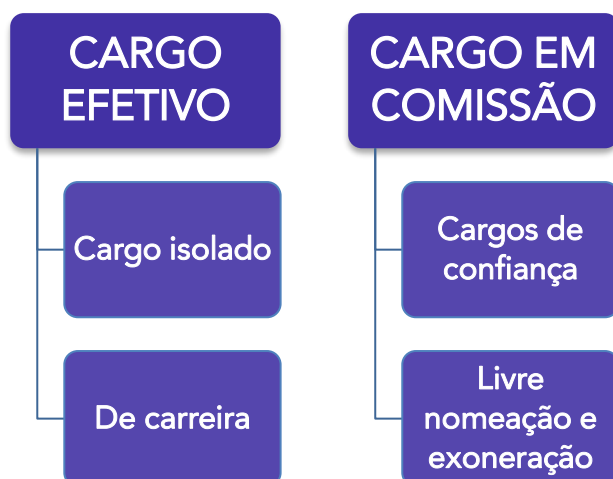 CARGO
EFETIVO
Cargo isolado
De carreira
CARGO EM
COMISSÃO
Cargos de
confiança
Livre
nomeação e
exoneração